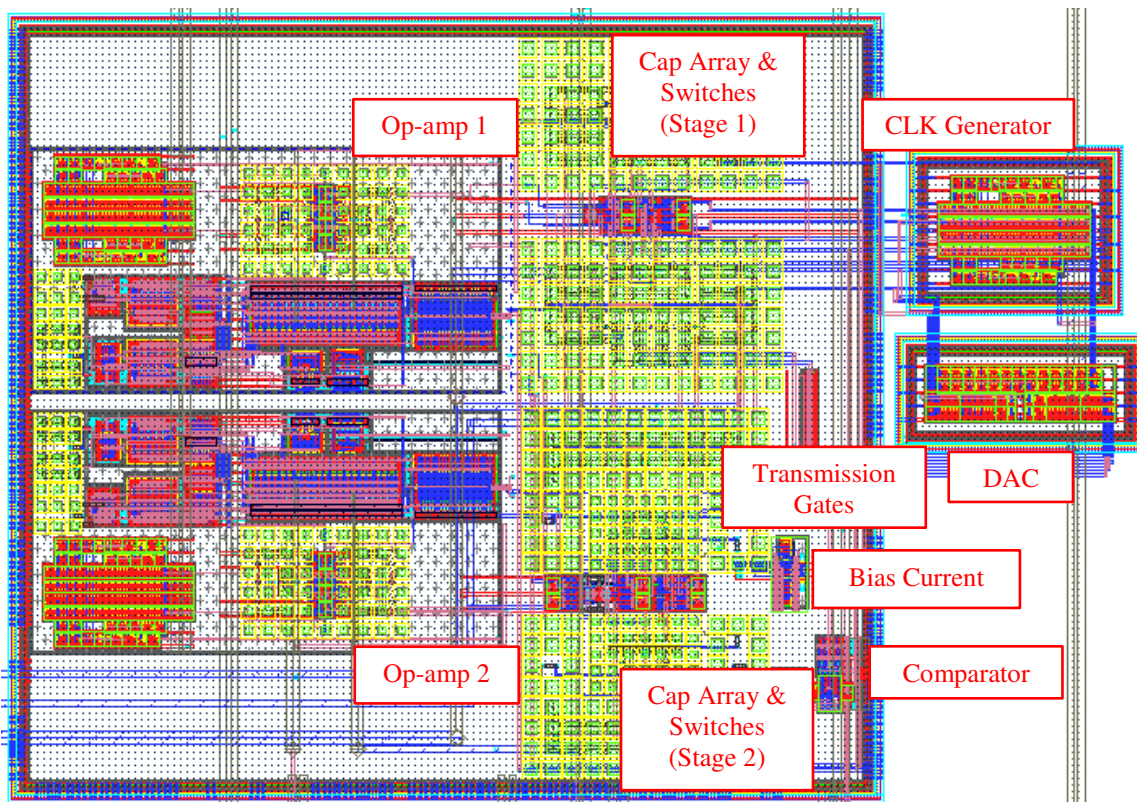 Cap Array &
Switches
(Stage 1)
Op-amp 1
CLK Generator
Transmission
Gates
DAC
Bias Current
Op-amp 2
Comparator
Cap Array &
Switches
(Stage 2)